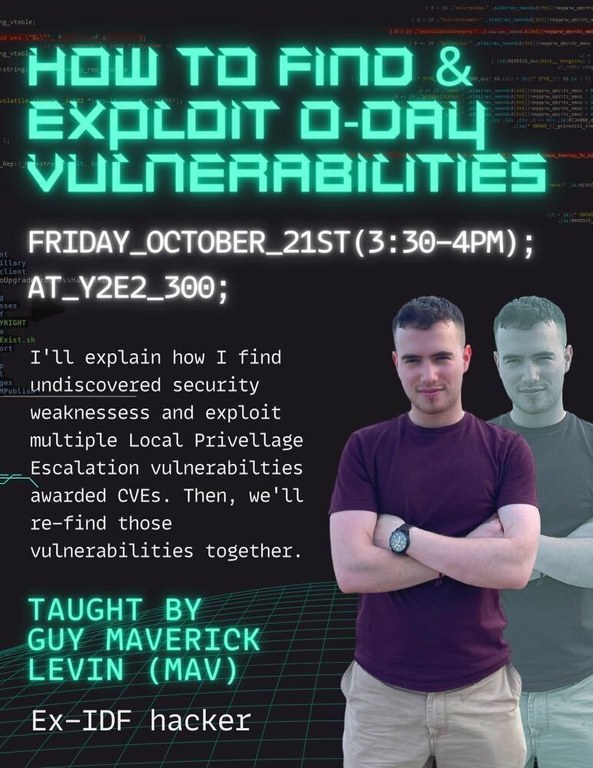 HOW TO FIND &
EXPLOIT 0-DAY
VULNERABILITIES
FRIDAY_OCTOBER_21ST(3:30-4PM);
AT_Y2E2_300;
I'll explain how I find
undiscovered security
weaknessess and exploit
multiple Local Privellage
Escalation vulnerabilties
awarded CVEs. Then, we'll
re-find those
vulnerabilities together.
TAUGHT BY
GUY MAVERICK
LEVIN (MAV)
Ex-IDF hacker